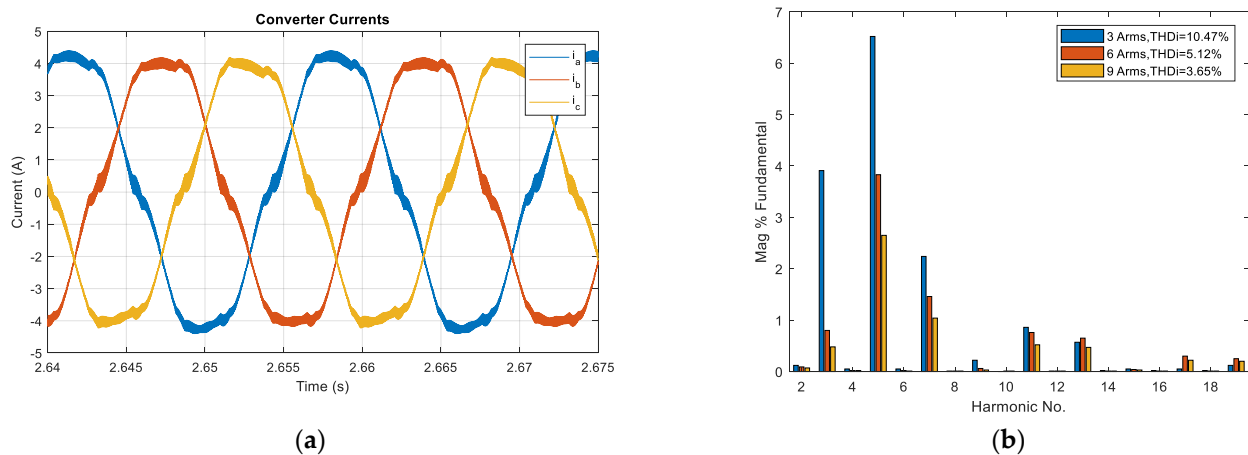 Converter Currents
5
4
3
2
1
0
-1
-2
-3
-4
-5
Current (A)
2.64
2.645
2.65
2.655
2.66
2.665
2.67
2.675
Time (s)
i_a
i_b
i_c
(a)
7
6
5
4
3
2
1
0
Mag % Fundamental
2
4
6
8
10
12
14
16
18
Harmonic No.
3 Arms,THDi=10.47%
6 Arms,THDi=5.12%
9 Arms,THDi=3.65%
(b)